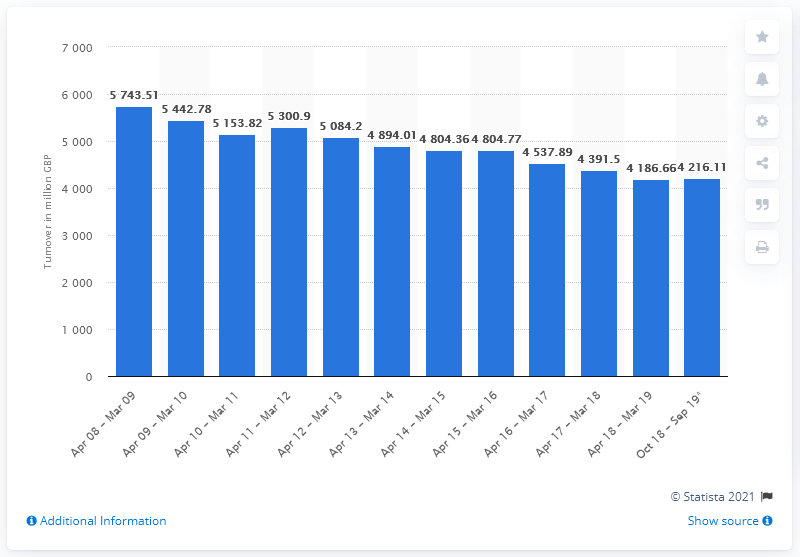 7 000
6 000
5 000
4 000
3 000
2 000
1 000
0
Turnover in million GBP
5 743.51
5 442.78
5 153.82
5 300.9
5 084.2
4 894.01
4 804.36
4 804.77
4 537.89
4 391.5
4 186.66
4 216.11
Apr 08 – Mar 09
Apr 09 – Mar 10
Apr 10 – Mar 11
Apr 11 – Mar 12
Apr 12 – Mar 13
Apr 13 – Mar 14
Apr 14 – Mar 15
Apr 15 – Mar 16
Apr 16 – Mar 17
Apr 17 – Mar 18
Apr 18 – Mar 19
Oct 18 – Sep 19*
© Statista 2021
Additional Information
Show source